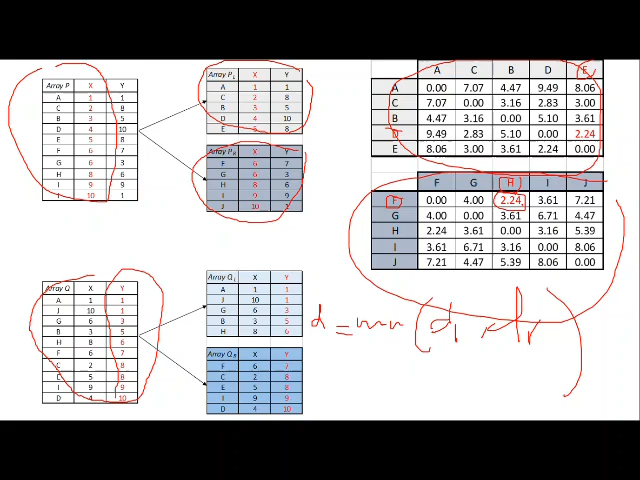 Array P X Y
A 1 1
C 2 8
B 3 5
D 4 10
E 5 8
F 6 7
G 6 3
H 8 6
I 9 9
J 10 1
Array PL X Y
A 1 1
C 2 8
B 3 5
D 4 10
E 5 8
Array PR X Y
F 6 7
G 6 3
H 8 6
I 9 9
J 10 1
A C B D E
A 0.00 7.07 4.47 9.49 8.06
C 7.07 0.00 3.16 2.83 3.00
B 4.47 3.16 0.00 5.10 3.61
D 9.49 2.83 5.10 0.00 2.24
E 8.06 3.00 3.61 2.24 0.00
F G H I J
F 0.00 4.00 2.24 3.61 7.21
G 4.00 0.00 3.61 6.71 4.47
H 2.24 3.61 0.00 3.16 5.39
I 3.61 6.71 3.16 0.00 8.06
J 7.21 4.47 5.39 8.06 0.00
Array Q X Y
A 1 1
J 10 1
G 6 3
B 3 5
H 8 6
F 6 7
C 2 8
E 5 8
I 9 9
D 4 10
Array QL X Y
A 1 1
J 10 1
G 6 3
B 3 5
H 8 6
Array QR X Y
F 6 7
C 2 8
E 5 8
I 9 9
D 4 10
d = min (dl, dr)